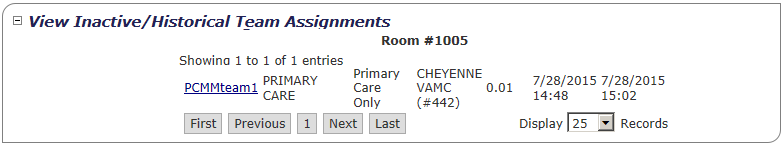 View Inactive/Historical Team Assignments
Room #1005
Showing 1 to 1 of 1 entries
PCMMteam1 PRIMARY CARE Primary Care Only CHEYENNE VAMC (#442) 0.01 7/28/2015 14:48 7/28/2015 15:02
First Previous 1 Next Last Display 25 Records